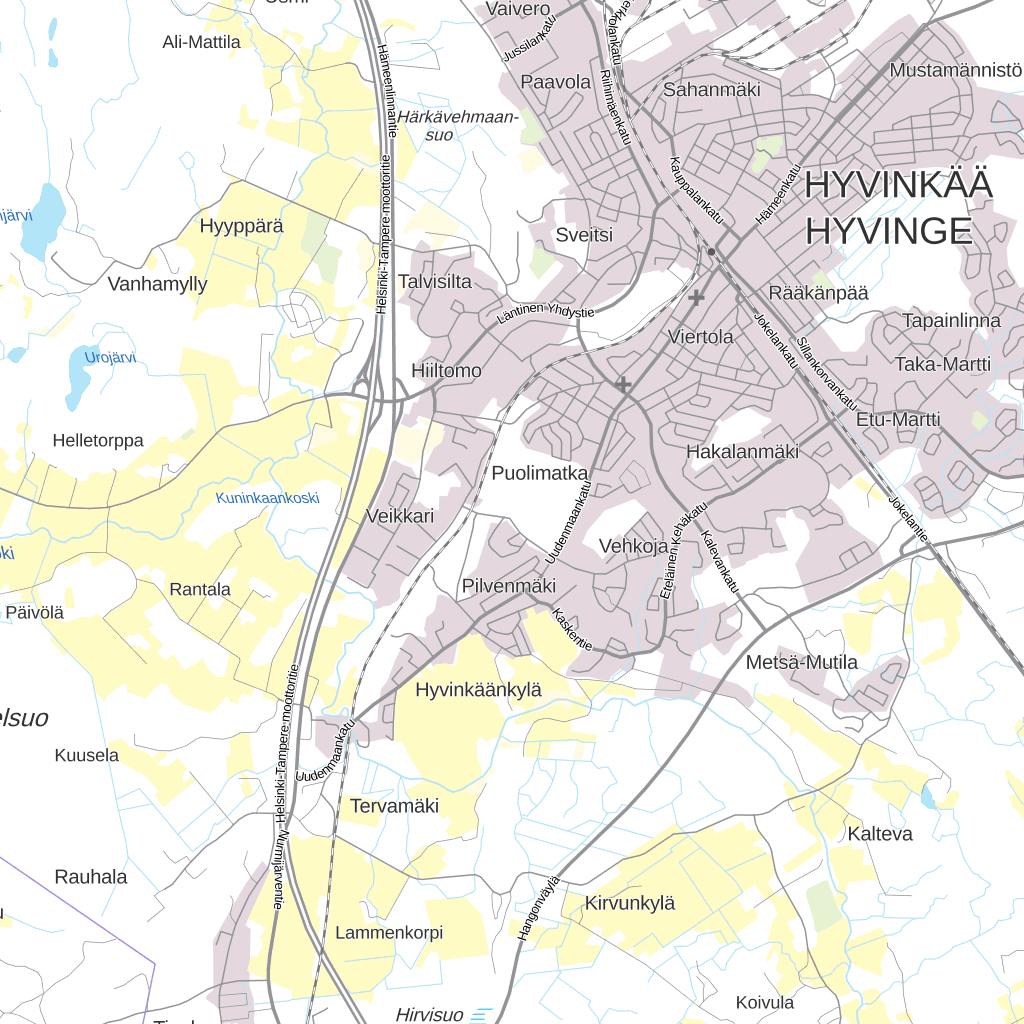 Vaivero
Ali-Mattila
Jussilankatu
Hämeenlinnantie
Paavola
Riihimäenkatu
Sahanmäki
Mustamännistö
Härkävehmaan-
suo
Helsinki-Tampere-moottoritie
Kauppalankatu
Hämeenkatu
HYVINKÄÄ
HYVINGE
Hyyppärä
Sveitsi
Vanhamylly
Talvisilta
Läntinen Yhdystie
Rääkänpää
Viertola
Jokelankatu
Sillankorvankatu
Tapainlinna
Taka-Martti
Urojärvi
Hiiltomo
Etu-Martti
Helletorppa
Hakalanmäki
Puolimatka
Kuninkaankoski
Veikkari
Uudenmaankatu
Vehkoja
Eteläinen Kehäkatu
Kalevankatu
Jokelantie
Pilvenmäki
Rantala
Päivölä
Kaskentie
Metsä-Mutila
Hyvinkäänkylä
Kuusela
Helsinki-Tampere-moottoritie
Uudenmaankatu
Tervamäki
Kalteva
Nurmijärventie
Rauhala
Hangonväylä
Kirvunkylä
Lammenkorpi
Koivula
Hirvisuo